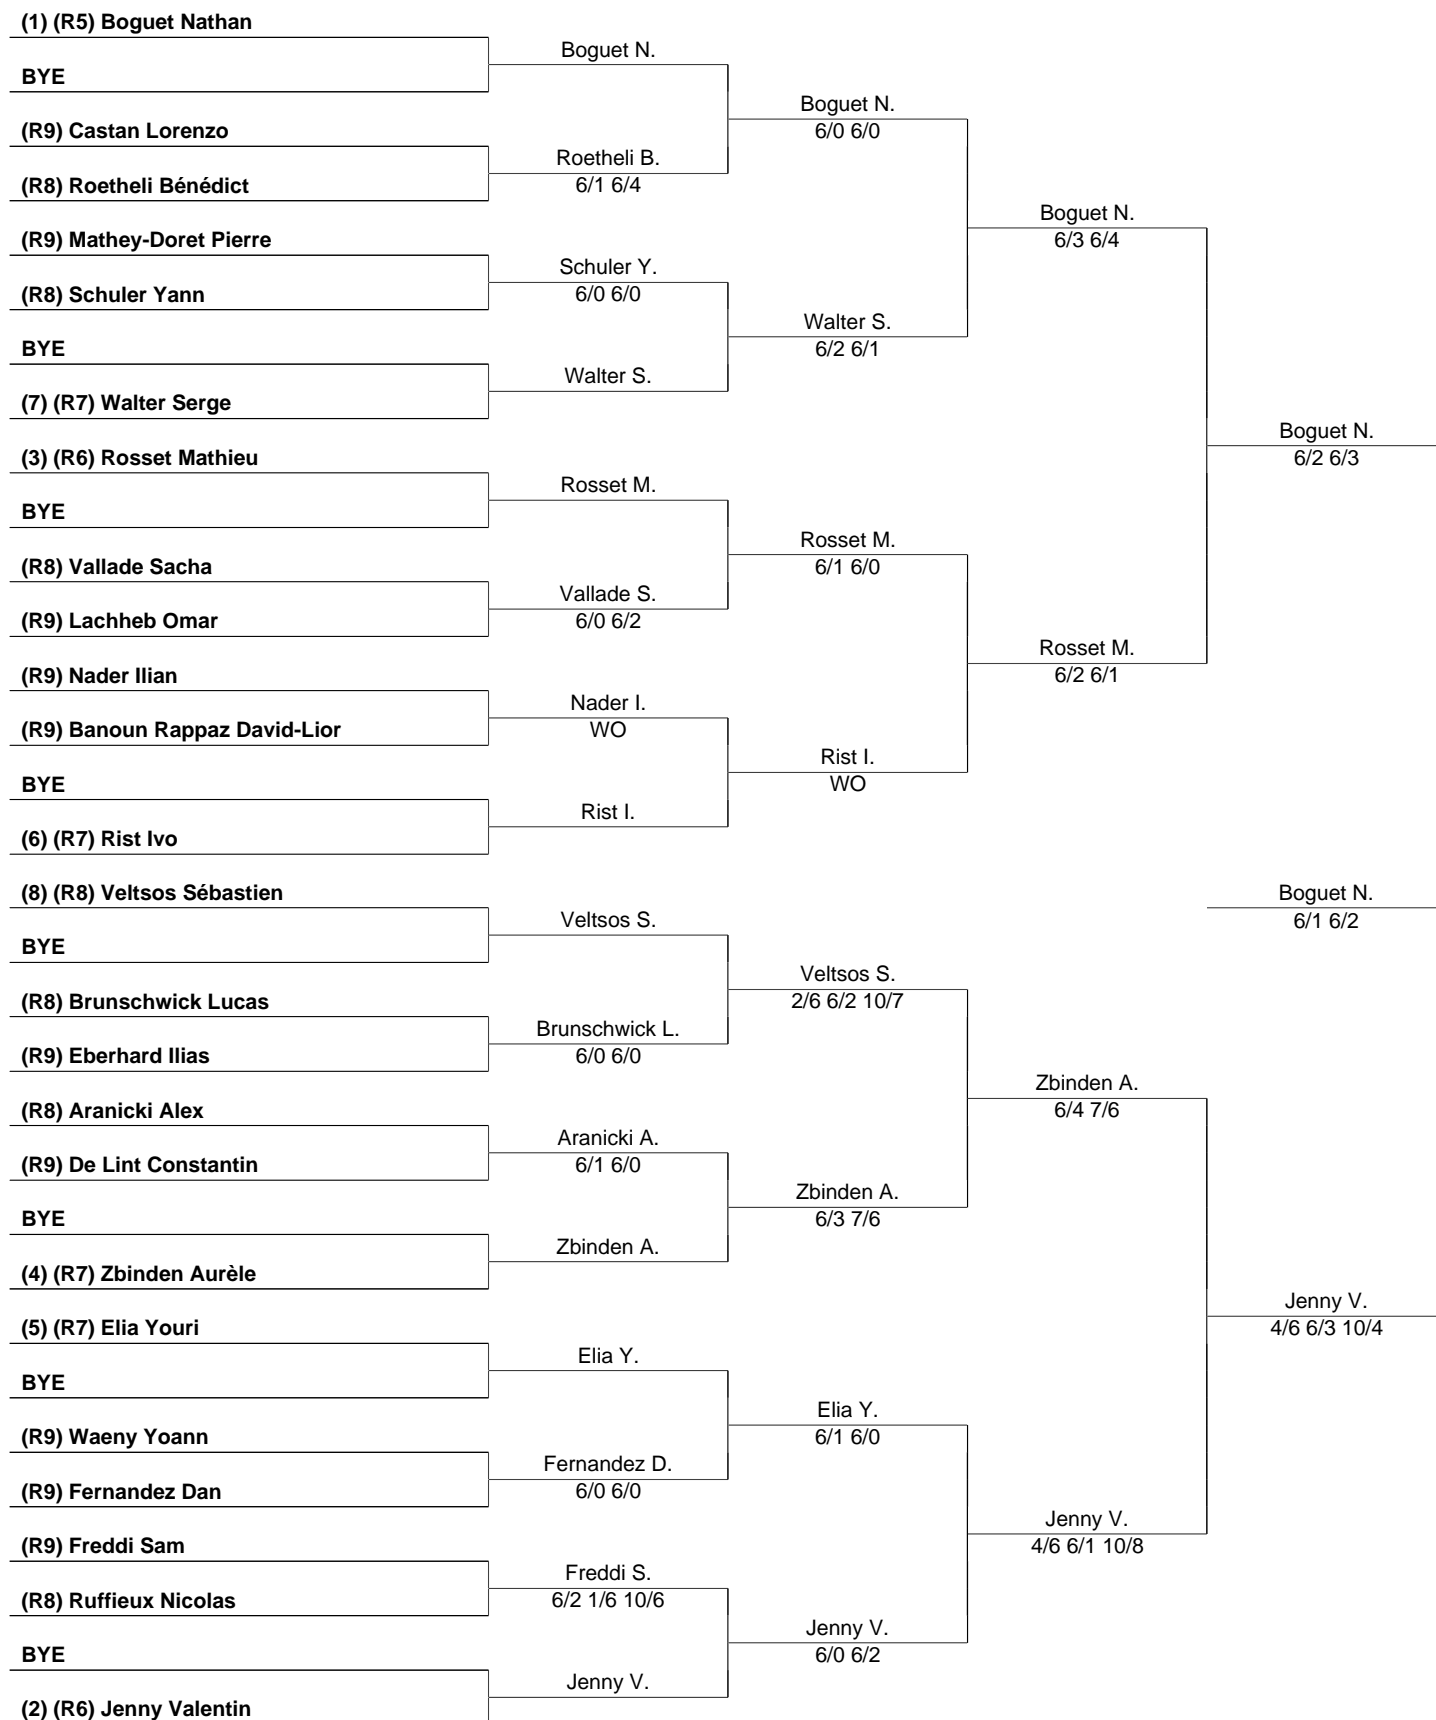 (1) (R5) Boguet Nathan
Boguet N.
BYE
Boguet N.
6/0 6/0
(R9) Castan Lorenzo
Roetheli B.
6/1 6/4
(R8) Roetheli Bénédict
Boguet N.
6/3 6/4
(R9) Mathey-Doret Pierre
Schuler Y.
6/0 6/0
(R8) Schuler Yann
Walter S.
6/2 6/1
BYE
Walter S.
(7) (R7) Walter Serge
Boguet N.
6/2 6/3
(3) (R6) Rosset Mathieu
Rosset M.
BYE
Rosset M.
6/1 6/0
(R8) Vallade Sacha
Vallade S.
6/0 6/2
(R9) Lachheb Omar
Rosset M.
6/2 6/1
(R9) Nader Ilian
Nader I.
WO
(R9) Banoun Rappaz David-Lior
Rist I.
WO
BYE
Rist I.
(6) (R7) Rist Ivo
(8) (R8) Veltsos Sébastien
Boguet N.
6/1 6/2
Veltsos S.
BYE
Veltsos S.
2/6 6/2 10/7
(R8) Brunschwick Lucas
Brunschwick L.
6/0 6/0
(R9) Eberhard Ilias
Zbinden A.
6/4 7/6
(R8) Aranicki Alex
Aranicki A.
6/1 6/0
(R9) De Lint Constantin
Zbinden A.
6/3 7/6
BYE
Zbinden A.
(4) (R7) Zbinden Aurèle
Jenny V.
4/6 6/3 10/4
(5) (R7) Elia Youri
Elia Y.
BYE
Elia Y.
6/1 6/0
(R9) Waeny Yoann
Fernandez D.
6/0 6/0
(R9) Fernandez Dan
Jenny V.
4/6 6/1 10/8
(R9) Freddi Sam
Freddi S.
6/2 1/6 10/6
(R8) Ruffieux Nicolas
Jenny V.
6/0 6/2
BYE
Jenny V.
(2) (R6) Jenny Valentin